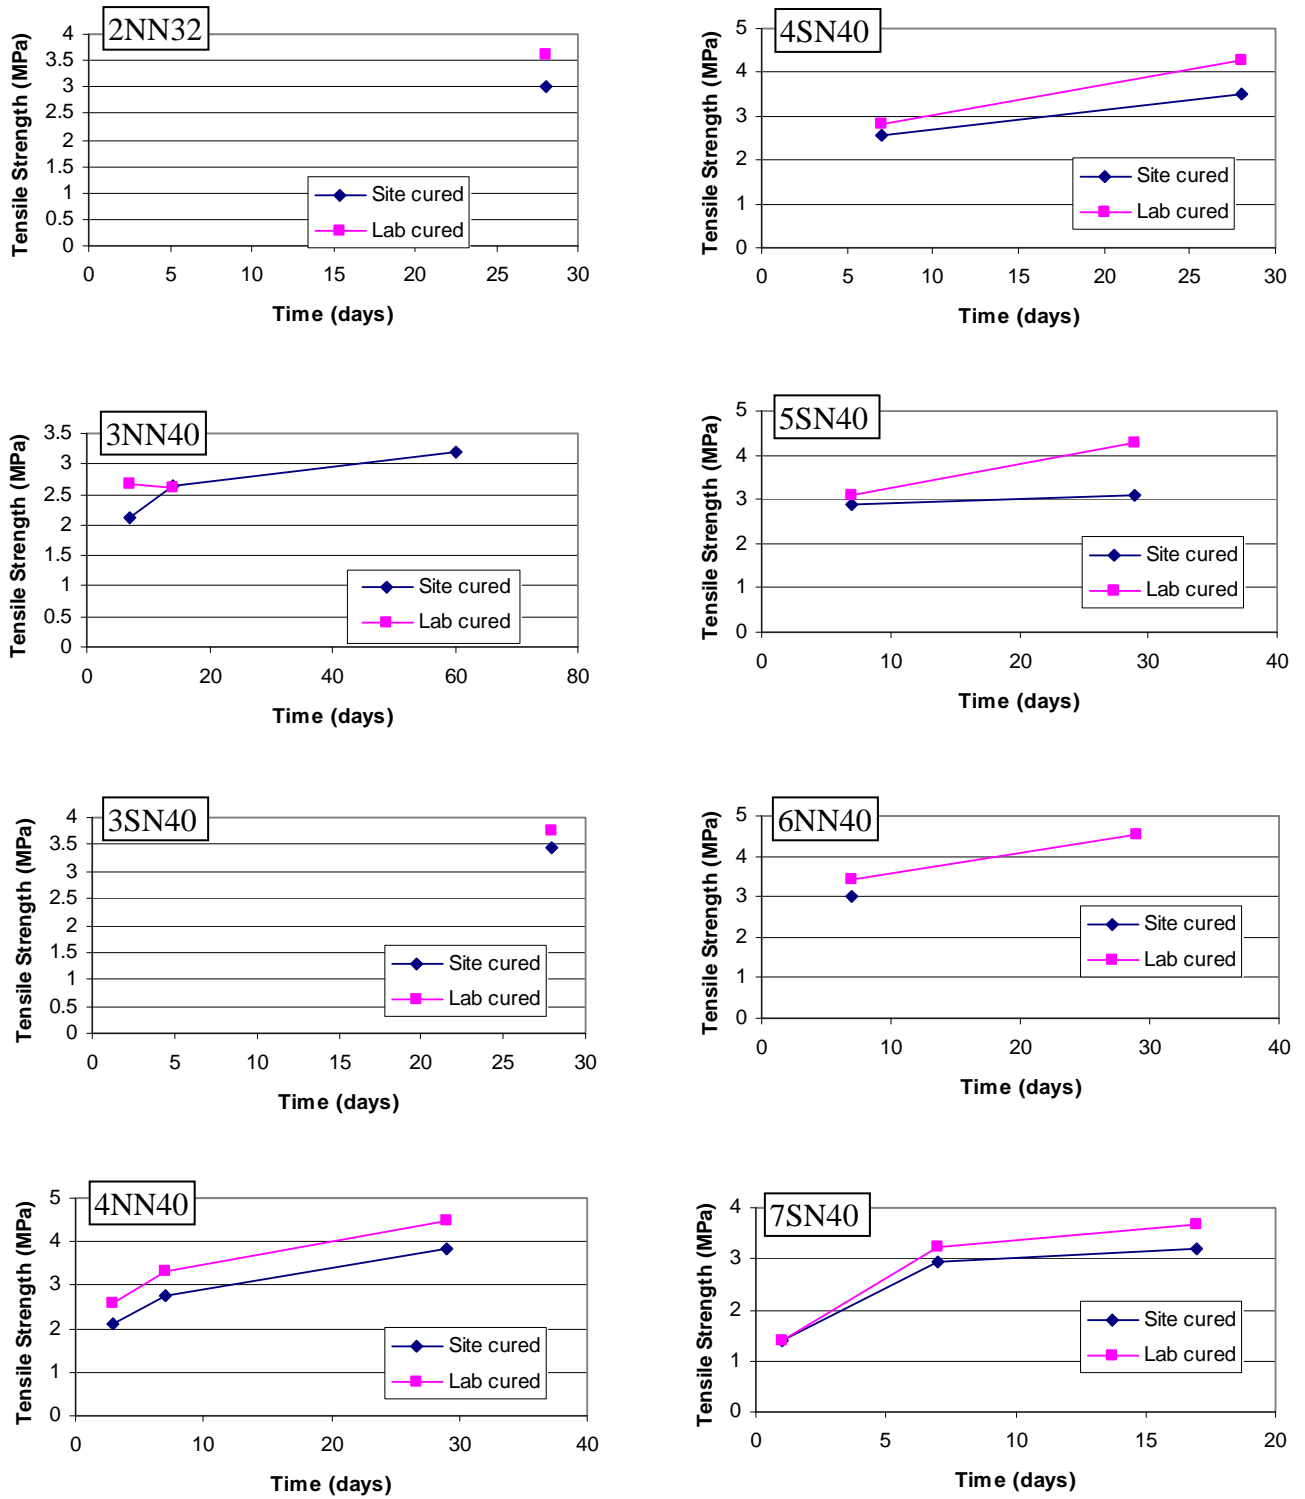 2NN32
Tensile Strength (MPa)
4
3.5
3
2.5
2
1.5
1
0.5
0
Site cured
Lab cured
0 5 10 15 20 25 30
Time (days)
4SN40
Tensile Strength (MPa)
5
4
3
2
1
0
Site cured
Lab cured
0 5 10 15 20 25 30
Time (days)
3NN40
Tensile Strength (MPa)
3.5
3
2.5
2
1.5
1
0.5
0
Site cured
Lab cured
0 20 40 60 80
Time (days)
5SN40
Tensile Strength (MPa)
5
4
3
2
1
0
Site cured
Lab cured
0 10 20 30 40
Time (days)
3SN40
Tensile Strength (MPa)
4
3.5
3
2.5
2
1.5
1
0.5
0
Site cured
Lab cured
0 5 10 15 20 25 30
Time (days)
6NN40
Tensile Strength (MPa)
5
4
3
2
1
0
Site cured
Lab cured
0 10 20 30 40
Time (days)
4NN40
Tensile Strength (MPa)
5
4
3
2
1
0
Site cured
Lab cured
0 10 20 30 40
Time (days)
7SN40
Tensile Strength (MPa)
4
3
2
1
0
Site cured
Lab cured
0 5 10 15 20
Time (days)